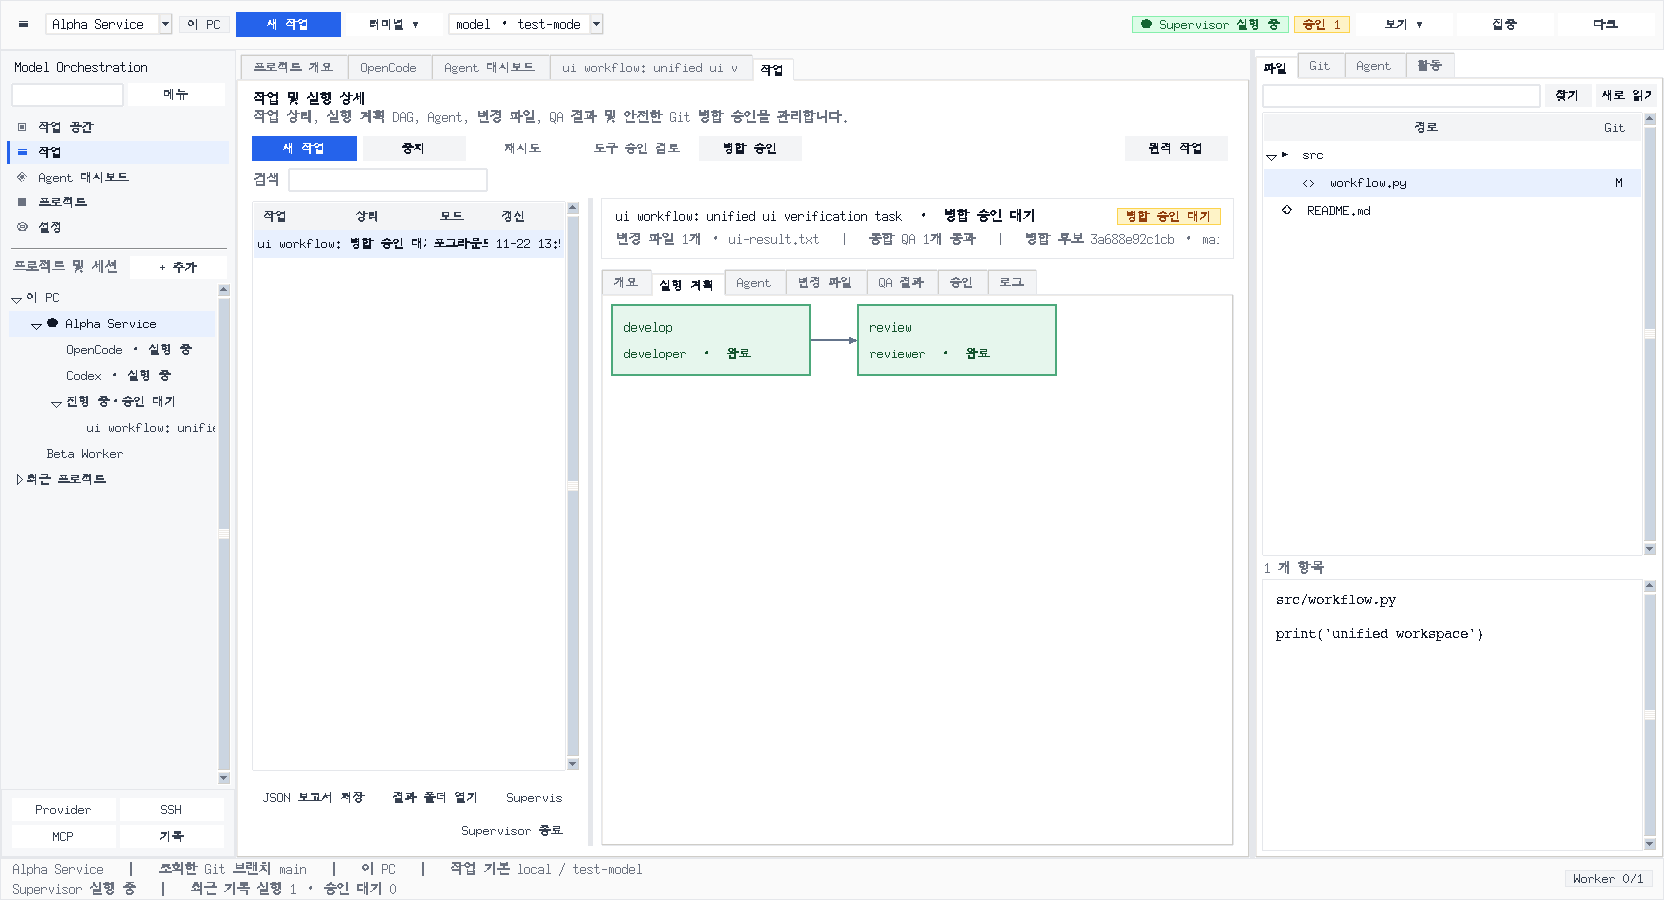 Alpha Service
이 PC
새 작업
터미널 ▾
model • test-mode
● Supervisor 실행 중
승인 1
보기 ▾
집중
다크
Model Orchestration
메뉴
작업 공간
작업
Agent 대시보드
프로젝트
설정
프로젝트 및 세션
+ 추가
이 PC
Alpha Service
OpenCode • 실행 중
Codex • 실행 중
진행 중·승인 대기
ui workflow: unifie
Beta Worker
최근 프로젝트
Provider
SSH
MCP
기록
프로젝트 개요
OpenCode
Agent 대시보드
ui workflow: unified ui v
작업
작업 및 실행 상세
작업 상태, 실행 계획 DAG, Agent, 변경 파일, QA 결과 및 안전한 Git 병합 승인을 관리합니다.
새 작업
중지
재시도
도구 승인 검토
병합 승인
원격 작업
검색
작업 상태 모드 갱신
ui workflow: 병합 승인 대기 포그라운드 11-22 13:
JSON 보고서 저장
결과 폴더 열기
Supervis
Supervisor 종료
ui workflow: unified ui verification task • 병합 승인 대기
병합 승인 대기
변경 파일 1개 • ui-result.txt | 통합 QA 1개 통과 | 병합 후보 3a688e92c1cb • ma
개요
실행 계획
Agent
변경 파일
QA 결과
승인
로그
develop
developer • 완료
review
reviewer • 완료
파일
Git
Agent
활동
찾기
새로 읽기
경로
Git
src
workflow.py M
README.md
1 개 항목
src/workflow.py
print('unified workspace')
Alpha Service | 조회한 Git 브랜치 main | 이 PC | 작업 기본 local / test-model
Supervisor 실행 중 | 최근 기록 실행 1 • 승인 대기 0
Worker 0/1